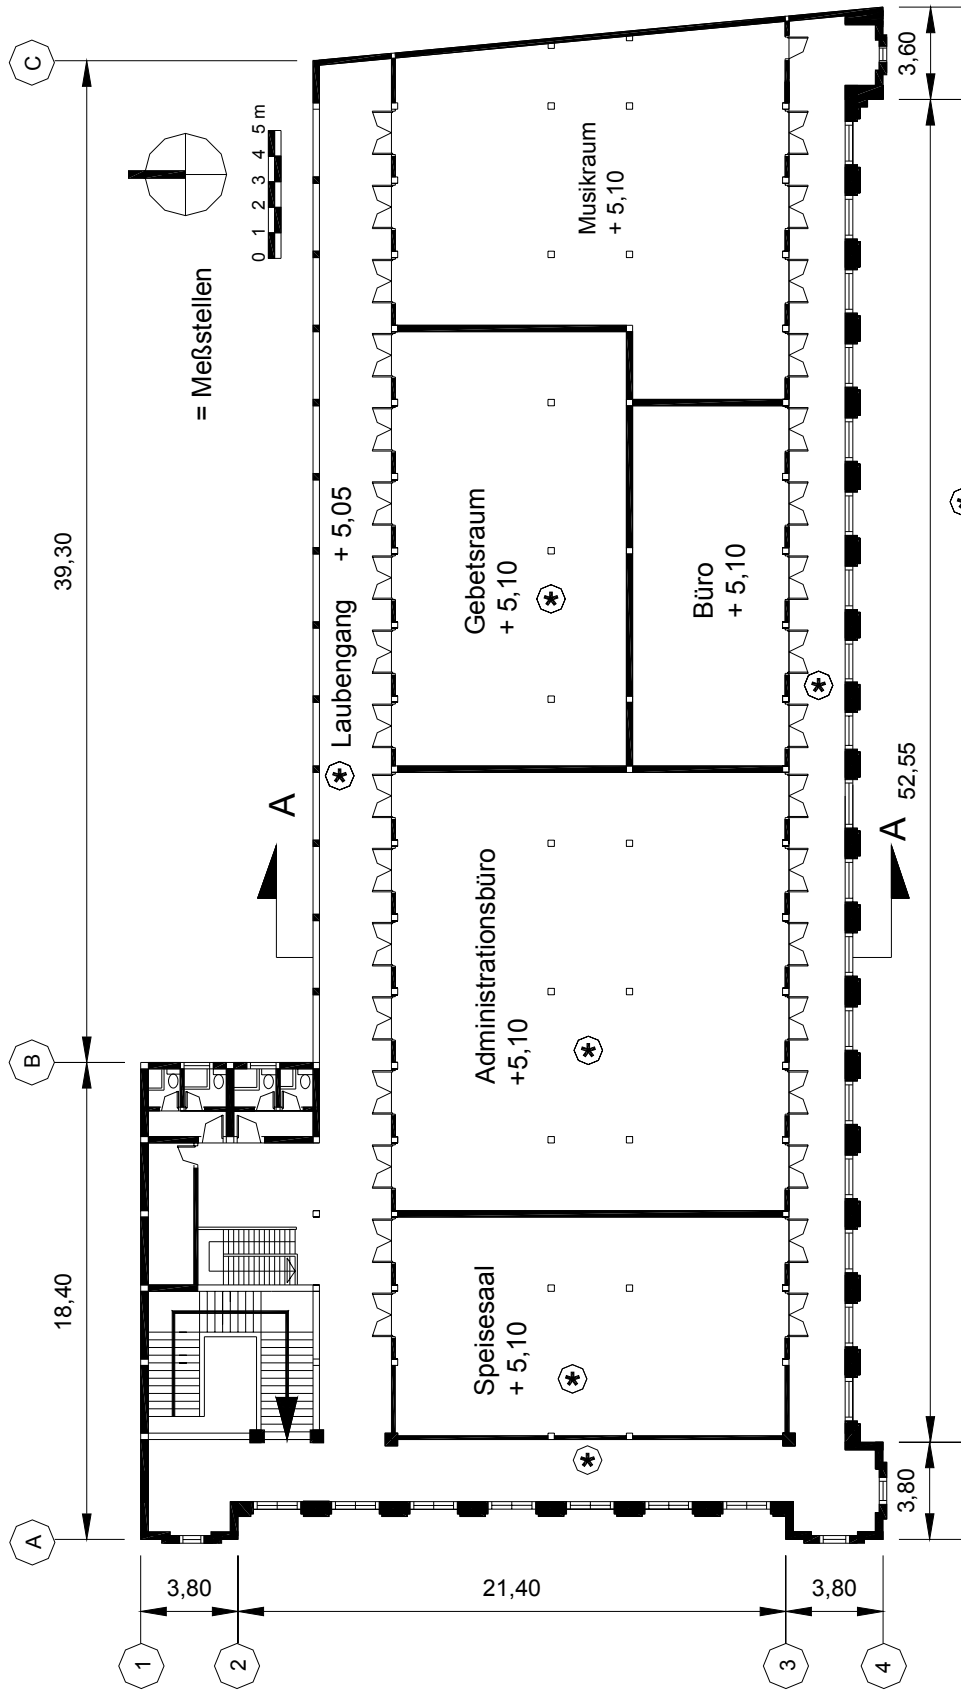 C
B
A
39,30
18,40
0 1 2 3 4 5 m
= Meßstellen
* Laubengang + 5,05
A
Musikraum
+ 5,10
Gebetsraum
+ 5,10
*
Büro
+ 5,10
*
Administrationsbüro
+5,10
*
Speisesaal
+ 5,10
*
*
A
3,60
52,55
3,80
*
3,80
21,40
3,80
1
2
3
4